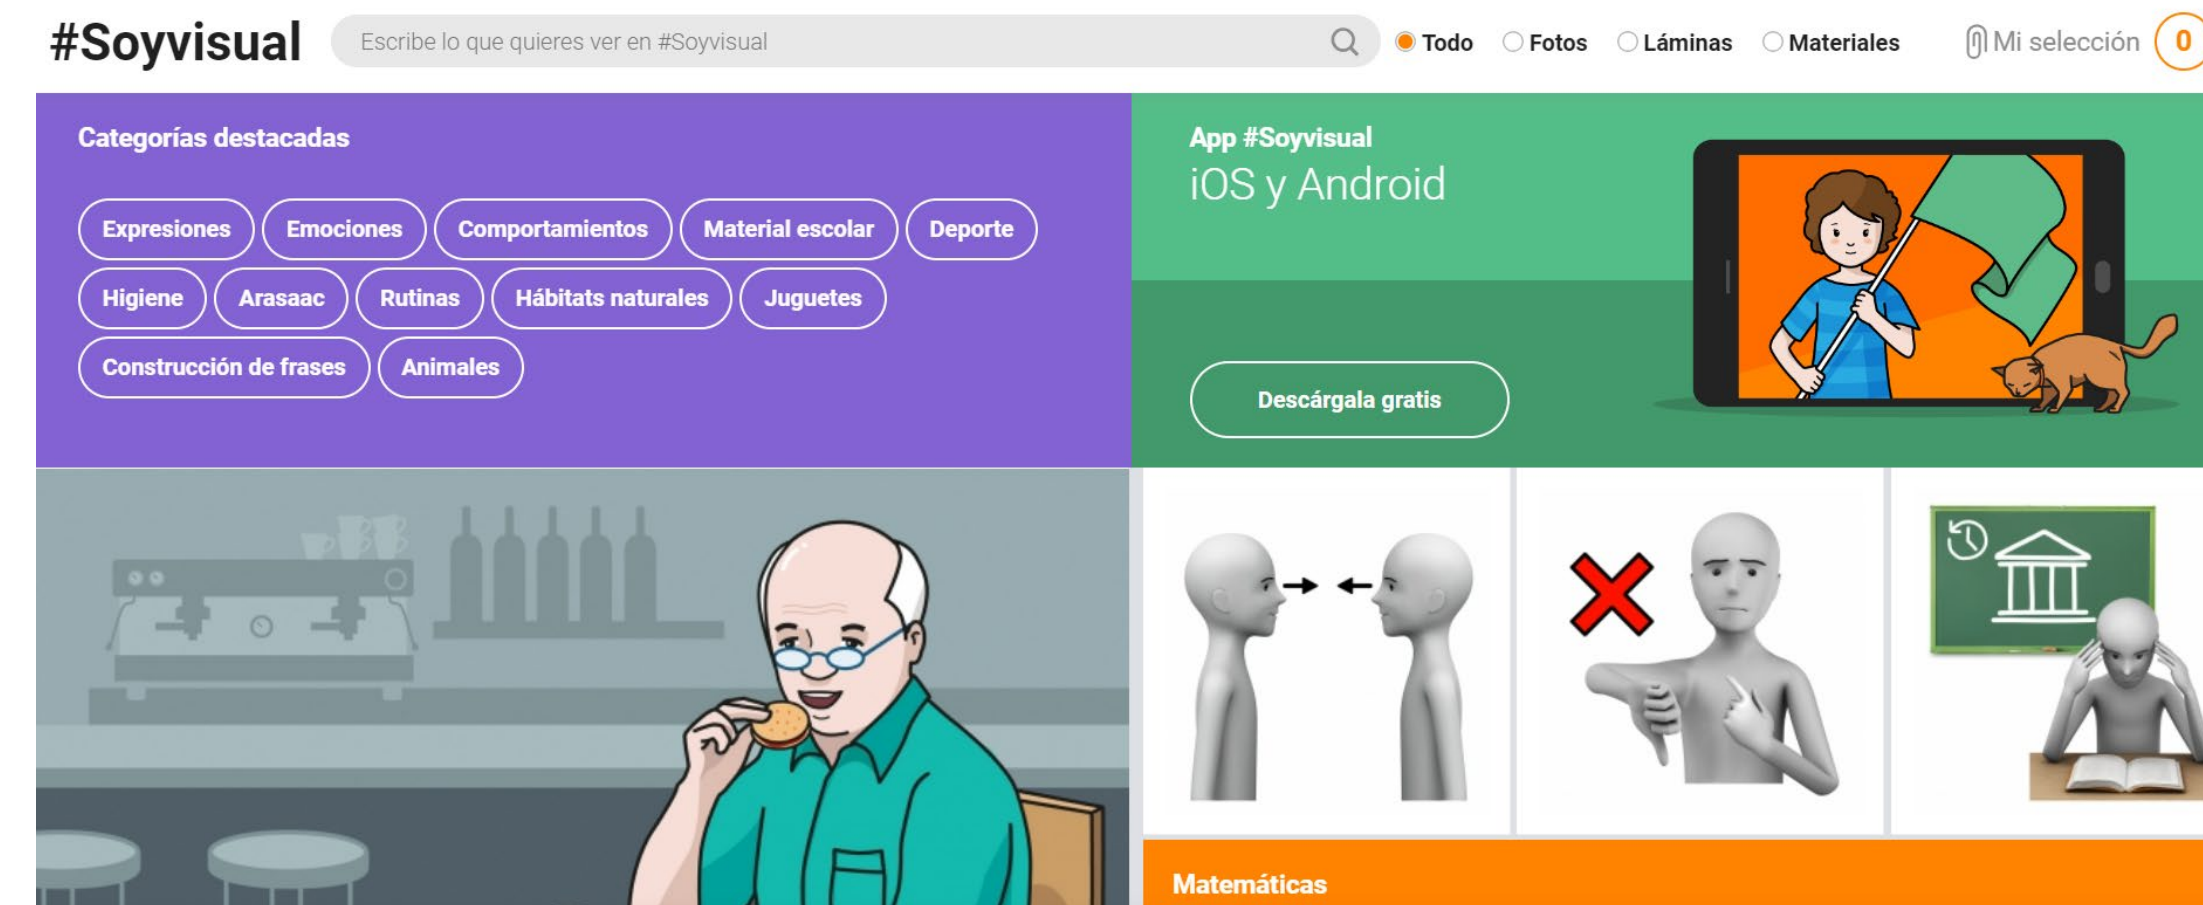 #Soyvisual
Escribe lo que quieres ver en #Soyvisual
Todo Fotos Láminas Materiales
Mi selección 0
Categorías destacadas
Expresiones Emociones Comportamientos Material escolar Deporte
Higiene Arasaac Rutinas Hábitats naturales Juguetes
Construcción de frases Animales
App #Soyvisual
iOS y Android
Descárgala gratis
Matemáticas